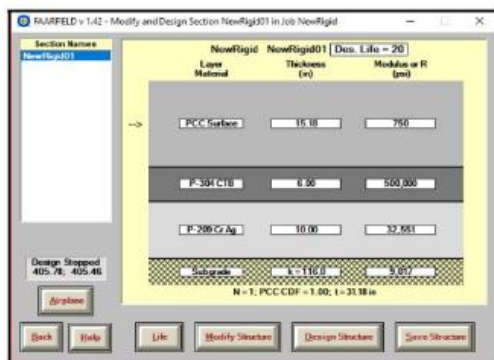 FAARFIELD v 1.42 - Modify and Design Section NewRigid01 in Job NewRigid
Section Names
NewRigid01
NewRigid NewRigid01 Des. Life = 20
Layer Material Thickness (in) Modulus or R (psi)
--> PCC Surface 15.18 750
P-304 CTB 6.00 500,000
P-209 Cr Ag 10.00 32,551
Subgrade k = 116.0 9,017
N = 1; PCC CDF = 1.00; t = 31.18 in
Design Stopped
405.78; 405.46
Airplane
Back Help Life Modify Structure Design Structure Save Structure